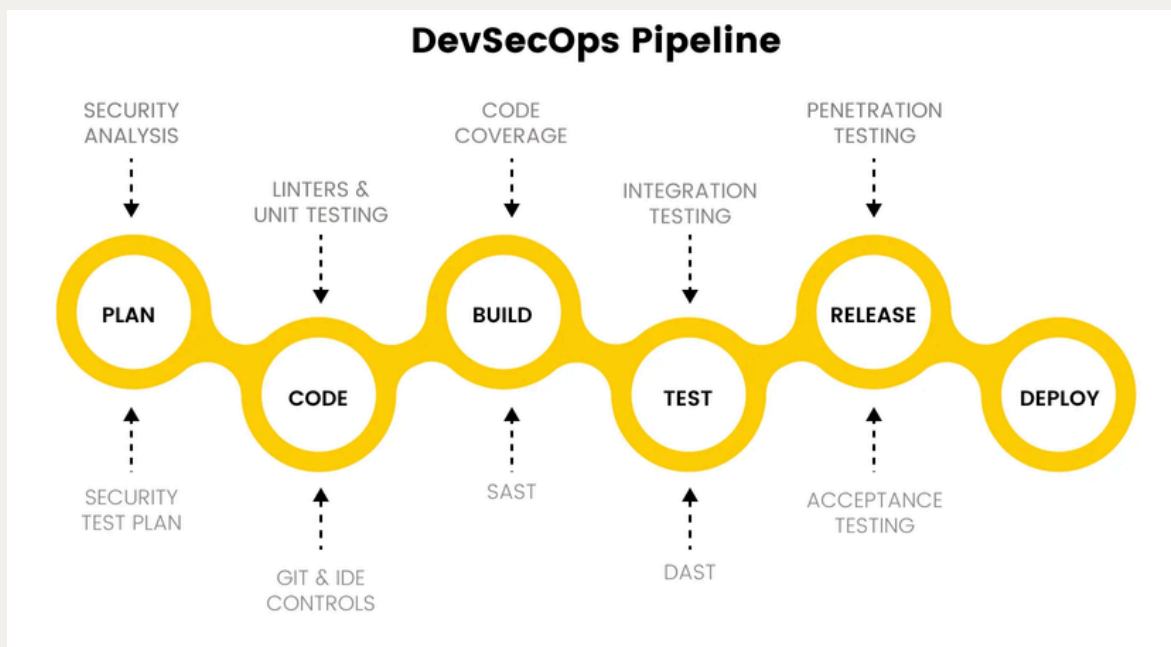 DevSecOps Pipeline
SECURITY
ANALYSIS
CODE
COVERAGE
PENETRATION
TESTING
LINTERS &
UNIT TESTING
INTEGRATION
TESTING
PLAN
BUILD
RELEASE
CODE
TEST
DEPLOY
SECURITY
TEST PLAN
SAST
ACCEPTANCE
TESTING
GIT & IDE
CONTROLS
DAST